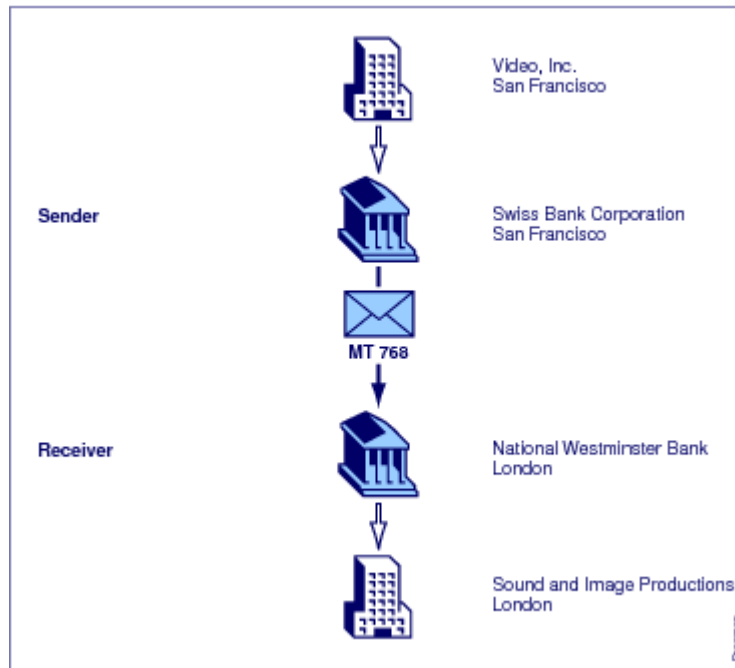 Video, Inc.
San Francisco
Sender
Swiss Bank Corporation
San Francisco
MT 768
Receiver
National Westminster Bank
London
Sound and Image Productions
London